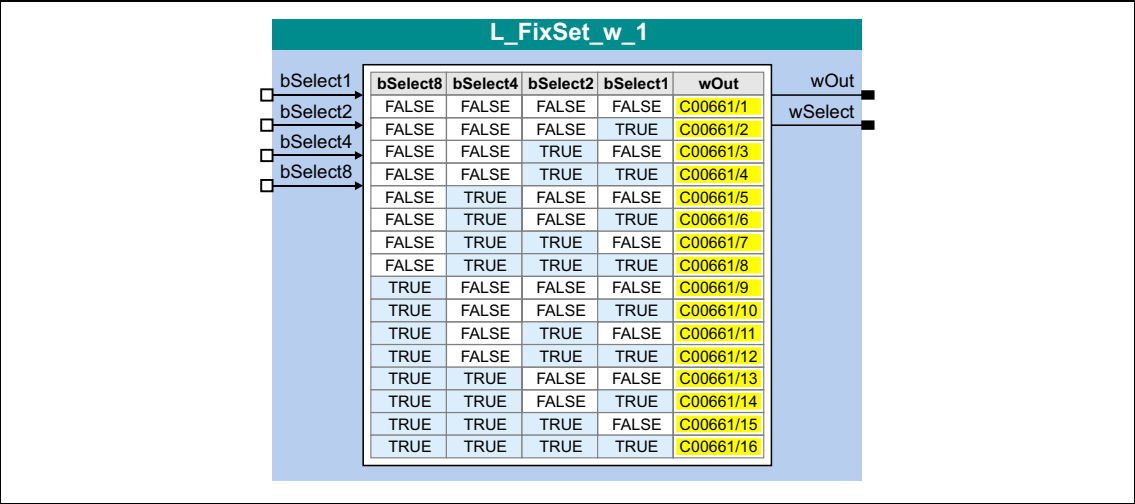 L_FixSet_w_1
bSelect1
bSelect2
bSelect4
bSelect8
bSelect8 bSelect4 bSelect2 bSelect1 wOut
FALSE FALSE FALSE FALSE C00661/1
FALSE FALSE FALSE TRUE C00661/2
FALSE FALSE TRUE FALSE C00661/3
FALSE FALSE TRUE TRUE C00661/4
FALSE TRUE FALSE FALSE C00661/5
FALSE TRUE FALSE TRUE C00661/6
FALSE TRUE TRUE FALSE C00661/7
FALSE TRUE TRUE TRUE C00661/8
TRUE FALSE FALSE FALSE C00661/9
TRUE FALSE FALSE TRUE C00661/10
TRUE FALSE TRUE FALSE C00661/11
TRUE FALSE TRUE TRUE C00661/12
TRUE TRUE FALSE FALSE C00661/13
TRUE TRUE FALSE TRUE C00661/14
TRUE TRUE TRUE FALSE C00661/15
TRUE TRUE TRUE TRUE C00661/16
wOut
wSelect